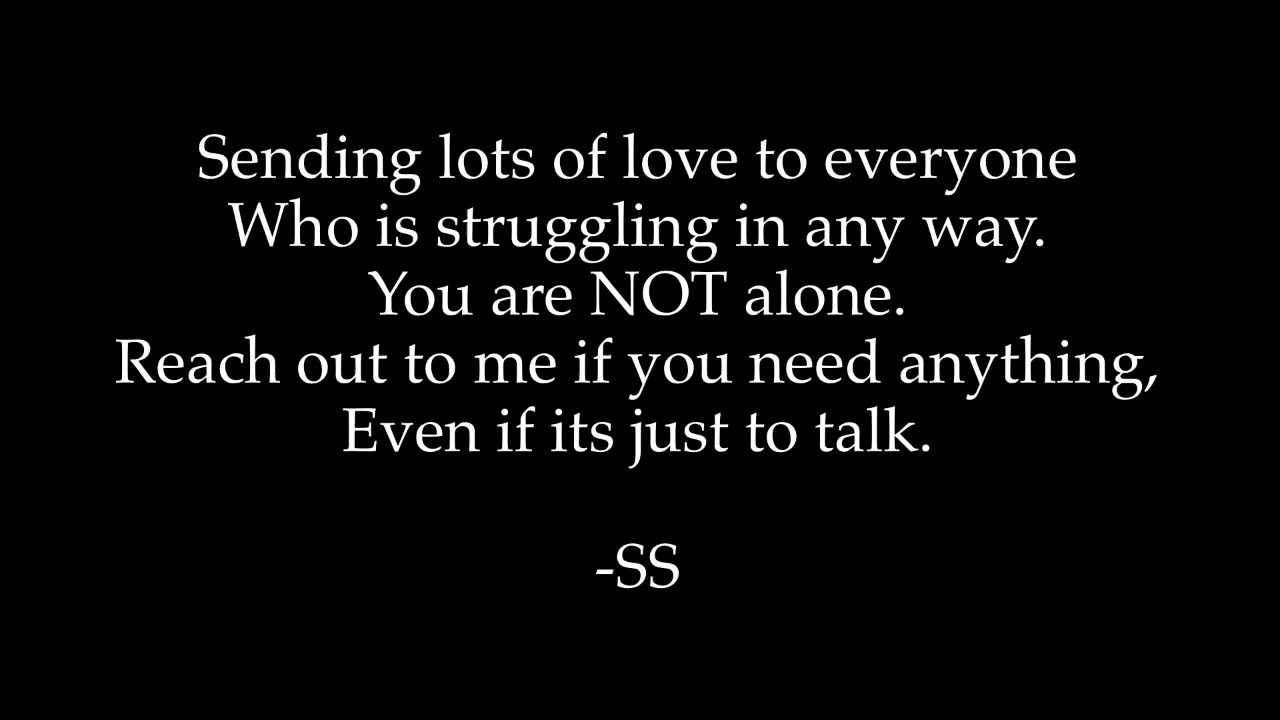 Sending lots of love to everyone
Who is struggling in any way.
You are NOT alone.
Reach out to me if you need anything,
Even if its just to talk.
-SS